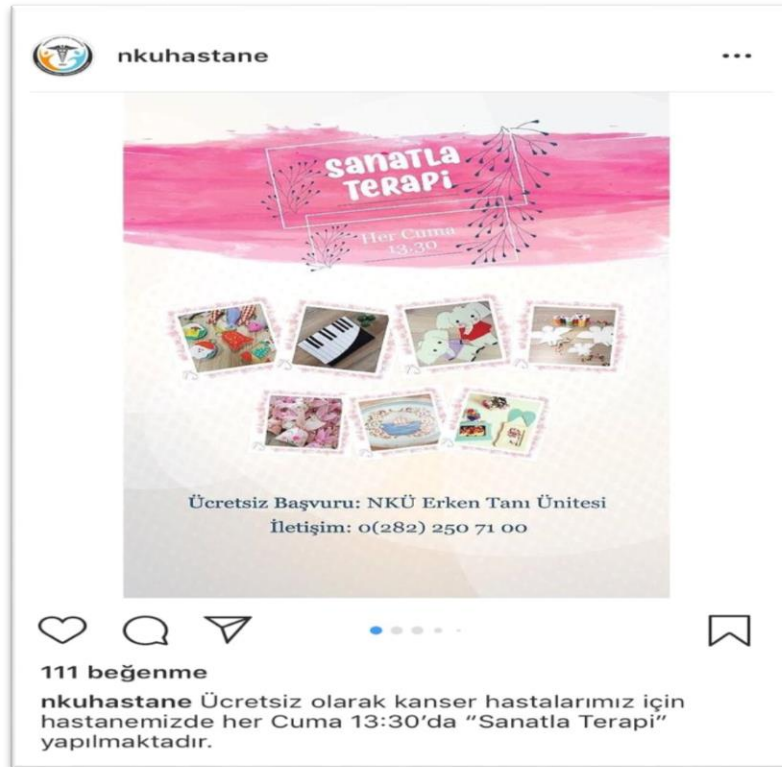 nkuhastane
SANATLA
TERAPİ
Her Cuma
13.30
Ücretsiz Başvuru: NKÜ Erken Tanı Ünitesi
İletişim: 0(282) 250 71 00
111 beğenme
nkuhastane Ücretsiz olarak kanser hastalarımız için
hastanemizde her Cuma 13:30'da "Sanatla Terapi"
yapılmaktadır.